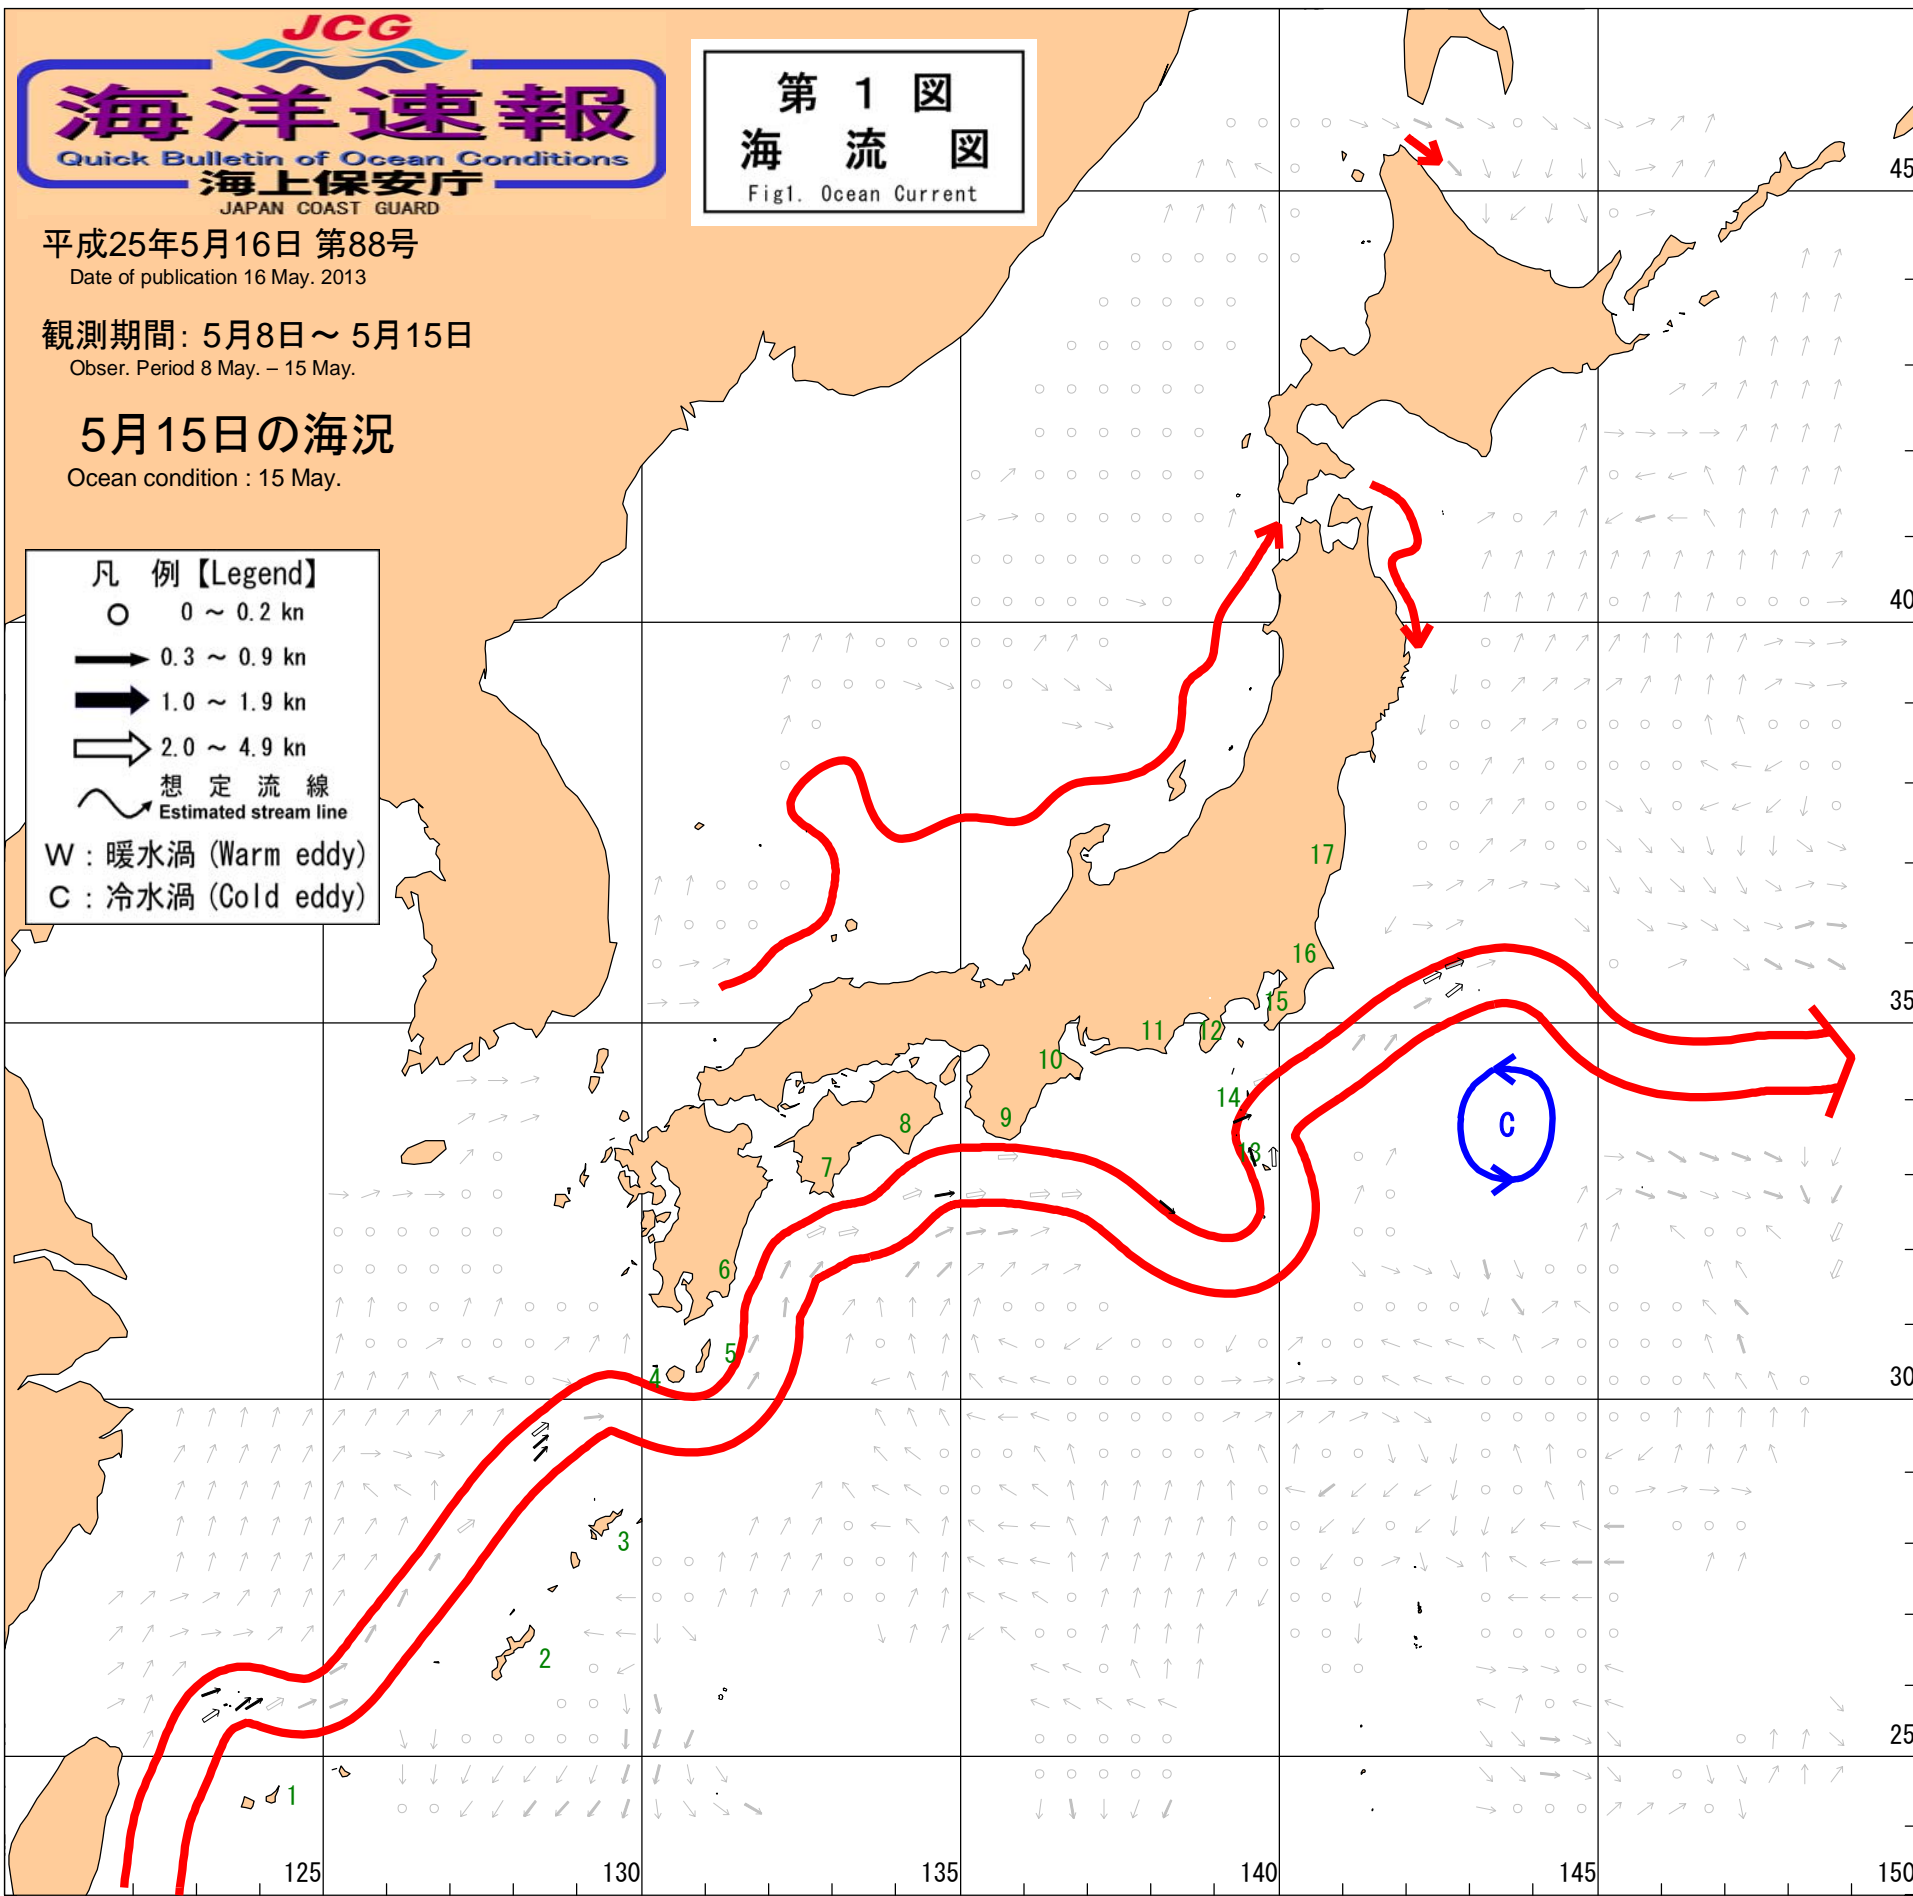 JCG
海洋速報
Quick Bulletin of Ocean Conditions
海上保安庁
JAPAN COAST GUARD
第 1 図
海 流 図
Fig1. Ocean Current
平成25年5月16日 第88号
Date of publication 16 May. 2013
観測期間: 5月8日～ 5月15日
Obser. Period 8 May. – 15 May.
5月15日の海況
Ocean condition : 15 May.
凡 例【Legend】
0 ～ 0.2 kn
0.3 ～ 0.9 kn
1.0 ～ 1.9 kn
2.0 ～ 4.9 kn
想 定 流 線
Estimated stream line
W : 暖水渦 (Warm eddy)
C : 冷水渦 (Cold eddy)
45
40
17
16
35
15
12
11
10
14
9
8
C
13
7
6
5
4
30
3
2
25
1
125
130
135
140
145
150